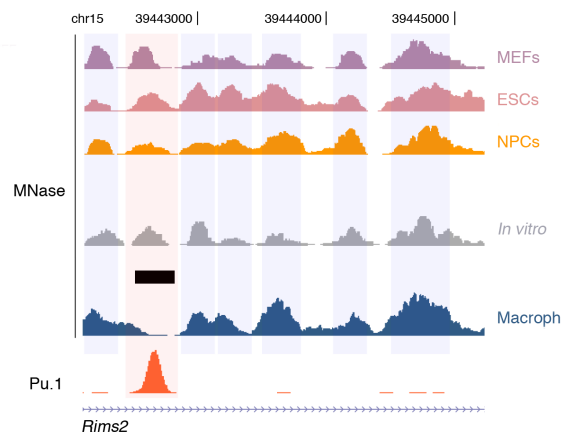 chr15 39443000 39444000 39445000
MEFs
ESCs
NPCs
MNase
In vitro
Macroph
Pu.1
Rims2